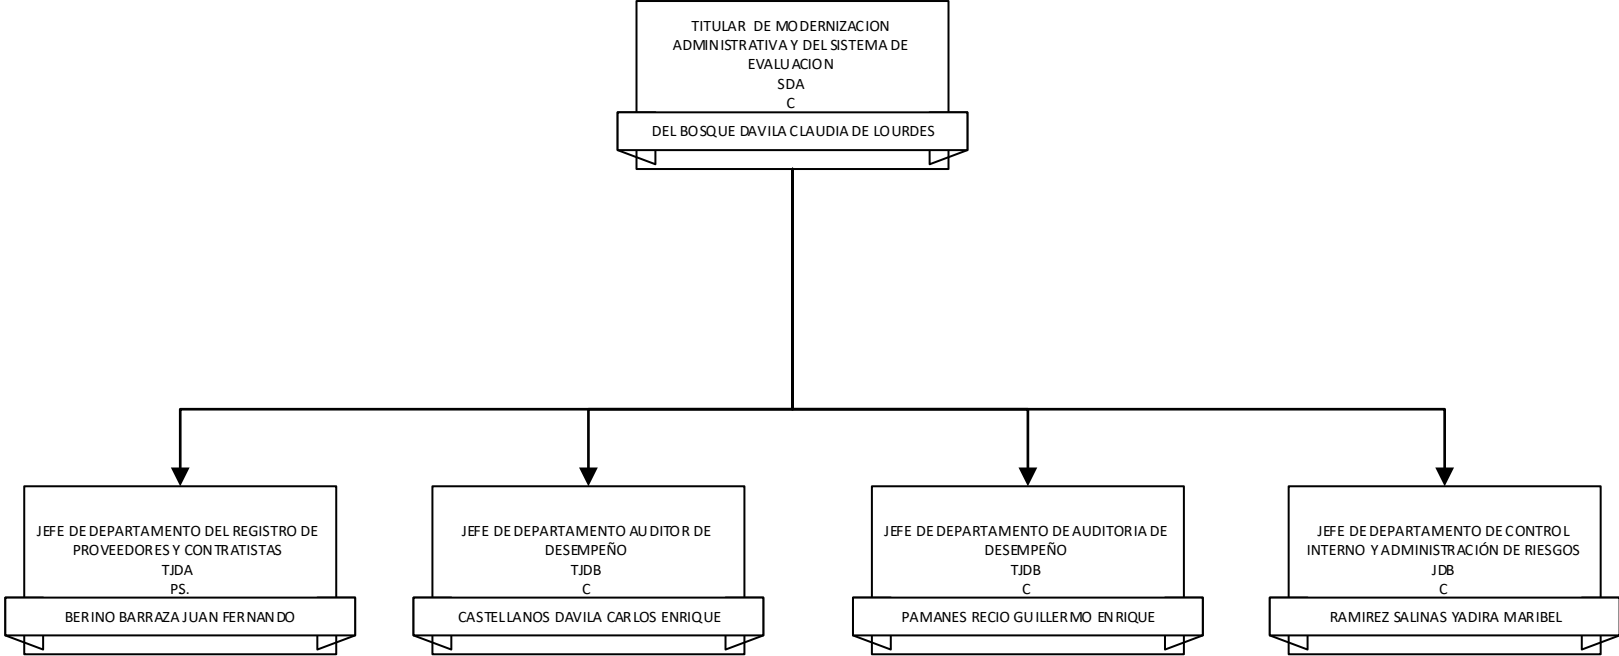 TITULAR DE MODERNIZACION
ADMINISTRATIVA Y DEL SISTEMA DE
EVALUACION
SDA
C
DEL BOSQUE DAVILA CLAUDIA DE LOURDES
JEFE DE DEPARTAMENTO DEL REGISTRO DE
PROVEEDORES Y CONTRATISTAS
TJDA
PS.
BERINO BARRAZA JUAN FERNANDO
JEFE DE DEPARTAMENTO AUDITOR DE
DESEMPEÑO
TJDB
C
CASTELLANOS DAVILA CARLOS ENRIQUE
JEFE DE DEPARTAMENTO DE AUDITORIA DE
DESEMPEÑO
TJDB
C
PAMANES RECIO GUILLERMO ENRIQUE
JEFE DE DEPARTAMENTO DE CONTROL
INTERNO Y ADMINISTRACIÓN DE RIESGOS
JDB
C
RAMIREZ SALINAS YADIRA MARIBEL